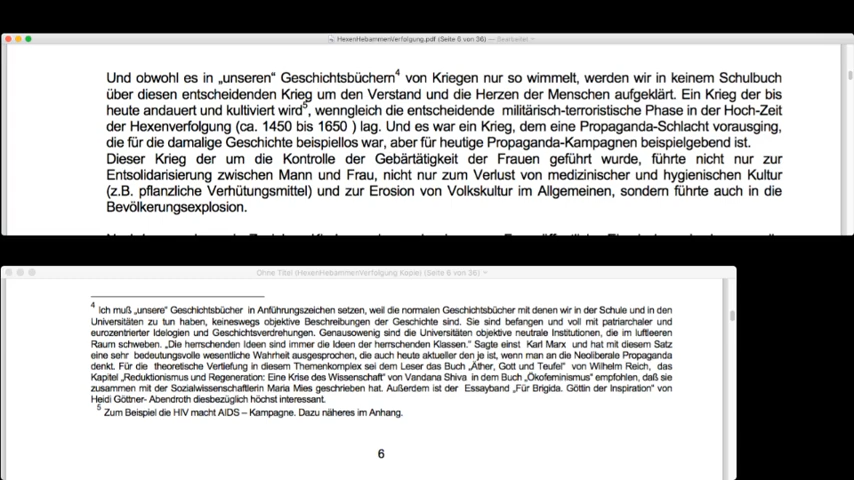 HexenHebammenVerfolgung.pdf (Seite 6 von 36) — Bearbeitet
Und obwohl es in „unseren“ Geschichtsbüchern4 von Kriegen nur so wimmelt, werden wir in keinem Schulbuch
über diesen entscheidenden Krieg um den Verstand und die Herzen der Menschen aufgeklärt. Ein Krieg der bis
heute andauert und kultiviert wird5, wenngleich die entscheidende militärisch-terroristische Phase in der Hoch-Zeit
der Hexenverfolgung (ca. 1450 bis 1650 ) lag. Und es war ein Krieg, dem eine Propaganda-Schlacht vorausging,
die für die damalige Geschichte beispiellos war, aber für heutige Propaganda-Kampagnen beispielgebend ist.
Dieser Krieg der um die Kontrolle der Gebärtätigkeit der Frauen geführt wurde, führte nicht nur zur
Entsolidarisierung zwischen Mann und Frau, nicht nur zum Verlust von medizinischer und hygienischen Kultur
(z.B. pflanzliche Verhütungsmittel) und zur Erosion von Volkskultur im Allgemeinen, sondern führte auch in die
Bevölkerungsexplosion.
Ohne Titel (HexenHebammenVerfolgung Kopie) (Seite 6 von 36)
4 Ich muß „unsere“ Geschichtsbücher in Anführungszeichen setzen, weil die normalen Geschichtsbücher mit denen wir in der Schule und in den
Universitäten zu tun haben, keineswegs objektive Beschreibungen der Geschichte sind. Sie sind befangen und voll mit patriarchaler und
eurozentrierter Idelogien und Geschichtsverdrehungen. Genausowenig sind die Universitäten objektive neutrale Institutionen, die im luftleeren
Raum schweben. „Die herrschenden Ideen sind immer die Ideen der herrschenden Klassen.“ Sagte einst Karl Marx und hat mit diesem Satz
eine sehr bedeutungsvolle wesentliche Wahrheit ausgesprochen, die auch heute aktueller den je ist, wenn man an die Neoliberale Propaganda
denkt. Für die theoretische Vertiefung in diesem Themenkomplex sei dem Leser das Buch „Äther, Gott und Teufel“ von Wilhelm Reich, das
Kapitel „Reduktionismus und Regeneration: Eine Krise des Wissenschaft“ von Vandana Shiva in dem Buch „Ökofeminismus“ empfohlen, daß sie
zusammen mit der Sozialwissenschaftlerin Maria Mies geschrieben hat. Außerdem ist der Essayband „Für Brigida. Göttin der Inspiration“ von
Heidi Göttner- Abendroth diesbezüglich höchst interessant.
5 Zum Beispiel die HIV macht AIDS – Kampagne. Dazu näheres im Anhang.
6